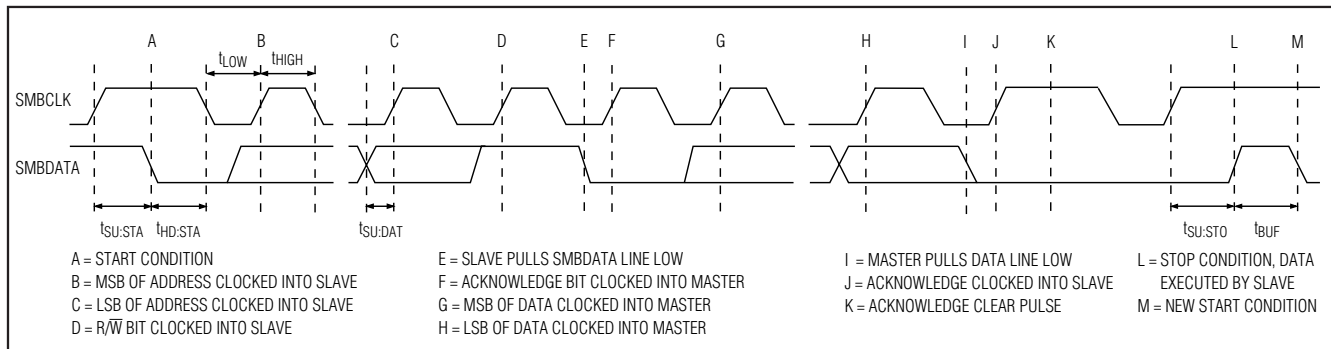 A B C D E F G H I J K L M
tLOW tHIGH
SMBCLK
SMBDATA
tSU:STA tHD:STA tSU:DAT tSU:STO tBUF
A = START CONDITION
B = MSB OF ADDRESS CLOCKED INTO SLAVE
C = LSB OF ADDRESS CLOCKED INTO SLAVE
D = R/W̅ BIT CLOCKED INTO SLAVE
E = SLAVE PULLS SMBDATA LINE LOW
F = ACKNOWLEDGE BIT CLOCKED INTO MASTER
G = MSB OF DATA CLOCKED INTO MASTER
H = LSB OF DATA CLOCKED INTO MASTER
I = MASTER PULLS DATA LINE LOW
J = ACKNOWLEDGE CLOCKED INTO SLAVE
K = ACKNOWLEDGE CLEAR PULSE
L = STOP CONDITION, DATA
EXECUTED BY SLAVE
M = NEW START CONDITION